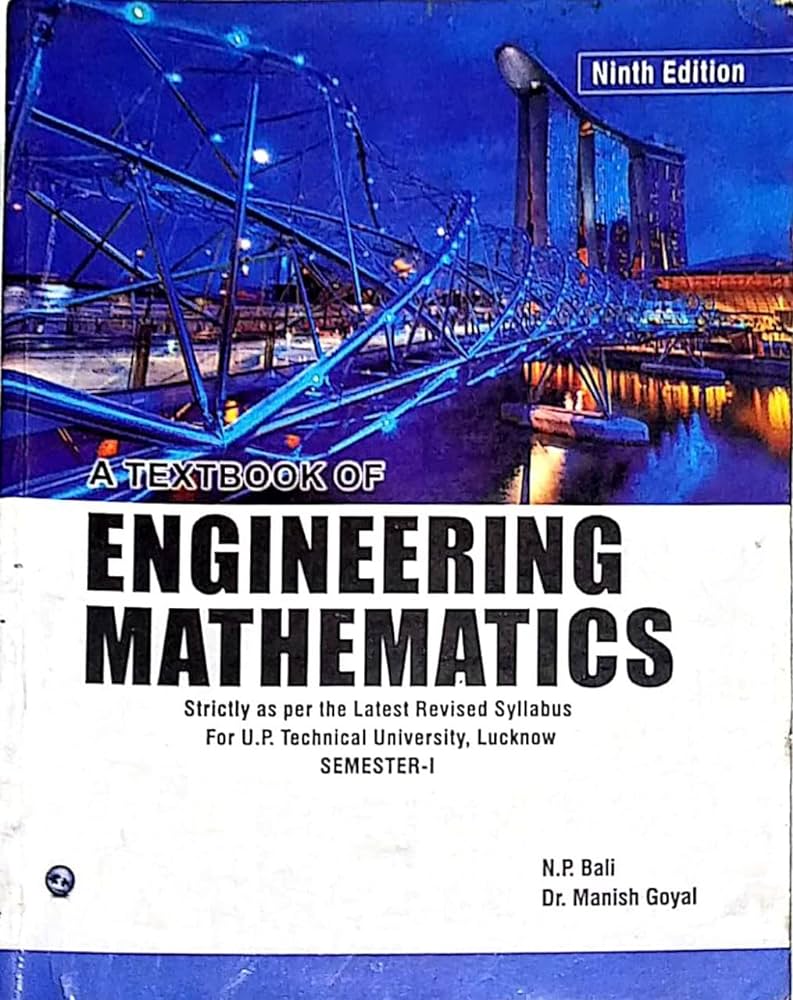 Ninth Edition
A TEXTBOOK OF
ENGINEERING
MATHEMATICS
Strictly as per the Latest Revised Syllabus
For U.P. Technical University, Lucknow
SEMESTER-I
N.P. Bali
Dr. Manish Goyal